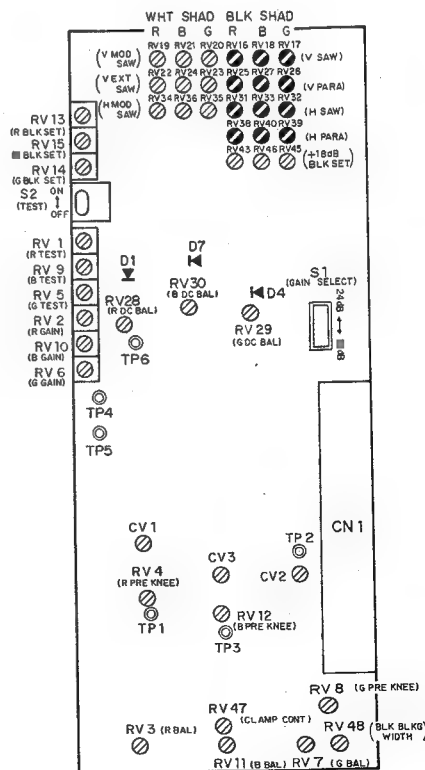 WHT SHAD BLK SHAD
R B G R B G
RV19 RV21 RV20 RV16 RV18 RV17
(V MOD SAW) (V SAW)
RV22 RV24 RV23 RV25 RV27 RV26
(V EXT SAW) (V PARA)
RV34 RV36 RV35 RV31 RV33 RV32
(H MOD SAW) (H SAW)
RV38 RV40 RV39
(H PARA)
RV43 RV46 RV45
(+18dB BLK SET)
RV 13
(R BLK SET)
RV 15
BLK SET)
RV 14
(G BLK SET)
S2
(TEST)
ON
↕
OFF
RV 1
(R TEST)
RV 9
(B TEST)
RV 5
(G TEST)
RV 2
(R GAIN)
RV 10
(B GAIN)
RV 6
(G GAIN)
D1
D7
RV28
(R DC BAL)
RV30
(B DC BAL)
D4
RV 29
(G DC BAL)
S1
(GAIN SELECT)
24dB
↔
dB
TP6
TP4
TP5
CN 1
CV 1
TP 2
CV3
CV2
RV 4
(R PRE KNEE)
TP1
RV 12
(B PRE KNEE)
TP3
RV 8 (G PRE KNEE)
RV 47
(CLAMP CONT)
RV 48 (BLK BLKG WIDTH)
RV 3 (R BAL)
RV11 (B BAL)
RV 7 (G BAL)